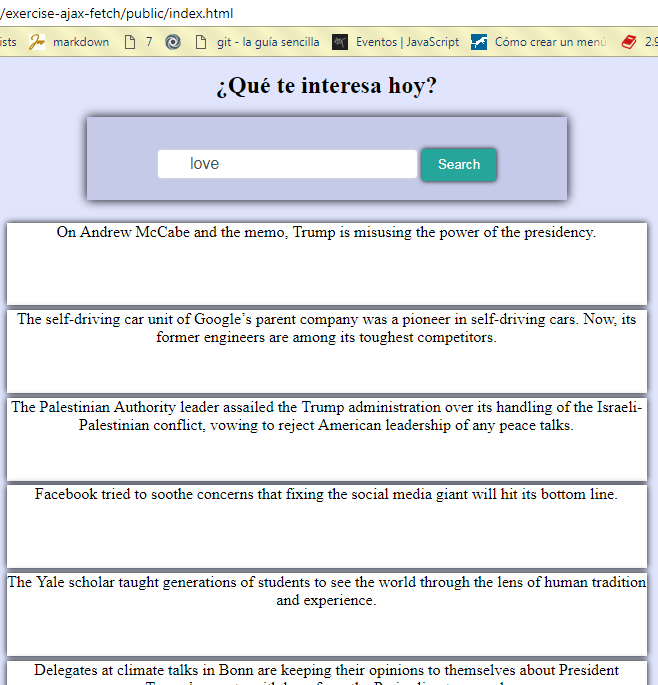 /exercise-ajax-fetch/public/index.html
ists markdown 7 git - la guía sencilla Eventos | JavaScript Cómo crear un menú 2.9
¿Qué te interesa hoy?
love Search
On Andrew McCabe and the memo, Trump is misusing the power of the presidency.
The self-driving car unit of Google’s parent company was a pioneer in self-driving cars. Now, its
former engineers are among its toughest competitors.
The Palestinian Authority leader assailed the Trump administration over its handling of the Israeli-
Palestinian conflict, vowing to reject American leadership of any peace talks.
Facebook tried to soothe concerns that fixing the social media giant will hit its bottom line.
The Yale scholar taught generations of students to see the world through the lens of human tradition
and experience.
Delegates at climate talks in Bonn are keeping their opinions to themselves about President